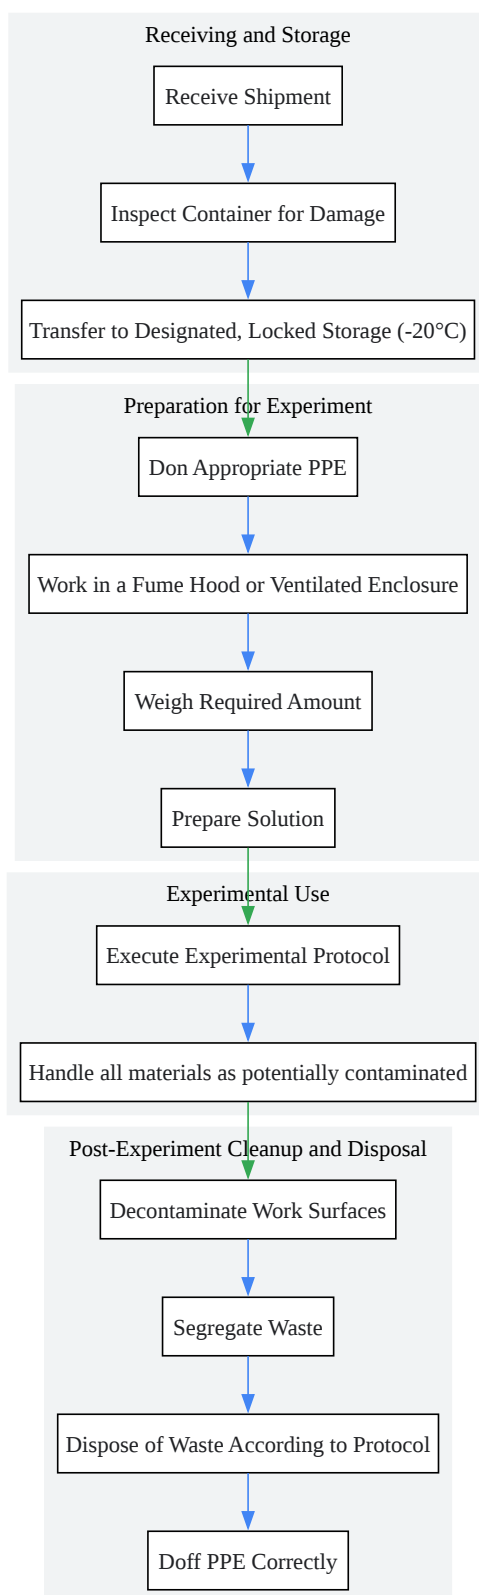 Receiving and Storage
Receive Shipment
Inspect Container for Damage
Transfer to Designated, Locked Storage (-20°C)
Preparation for Experiment
Don Appropriate PPE
Work in a Fume Hood or Ventilated Enclosure
Weigh Required Amount
Prepare Solution
Experimental Use
Execute Experimental Protocol
Handle all materials as potentially contaminated
Post-Experiment Cleanup and Disposal
Decontaminate Work Surfaces
Segregate Waste
Dispose of Waste According to Protocol
Doff PPE Correctly